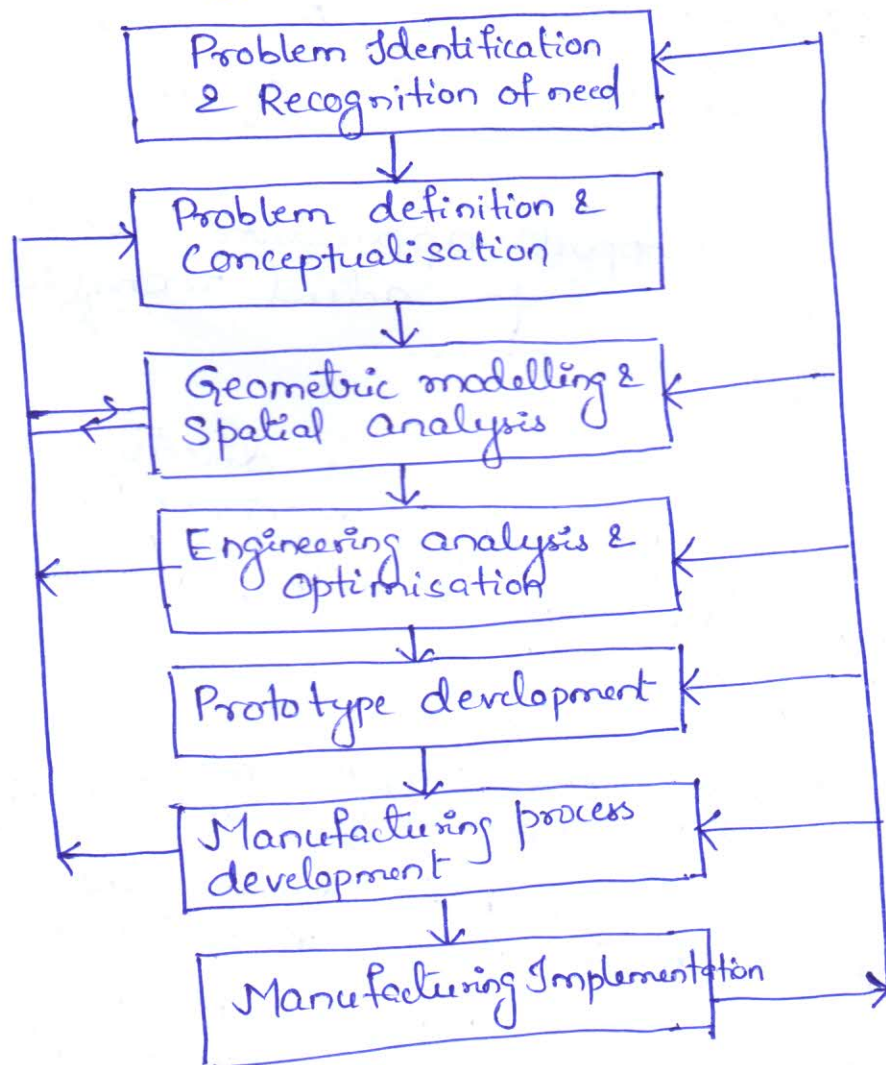 Problem Identification
& Recognition of need
Problem definition &
Conceptualisation
Geometric modelling &
Spatial analysis
Engineering analysis &
Optimisation
Prototype development
Manufacturing process
development
Manufacturing Implementation